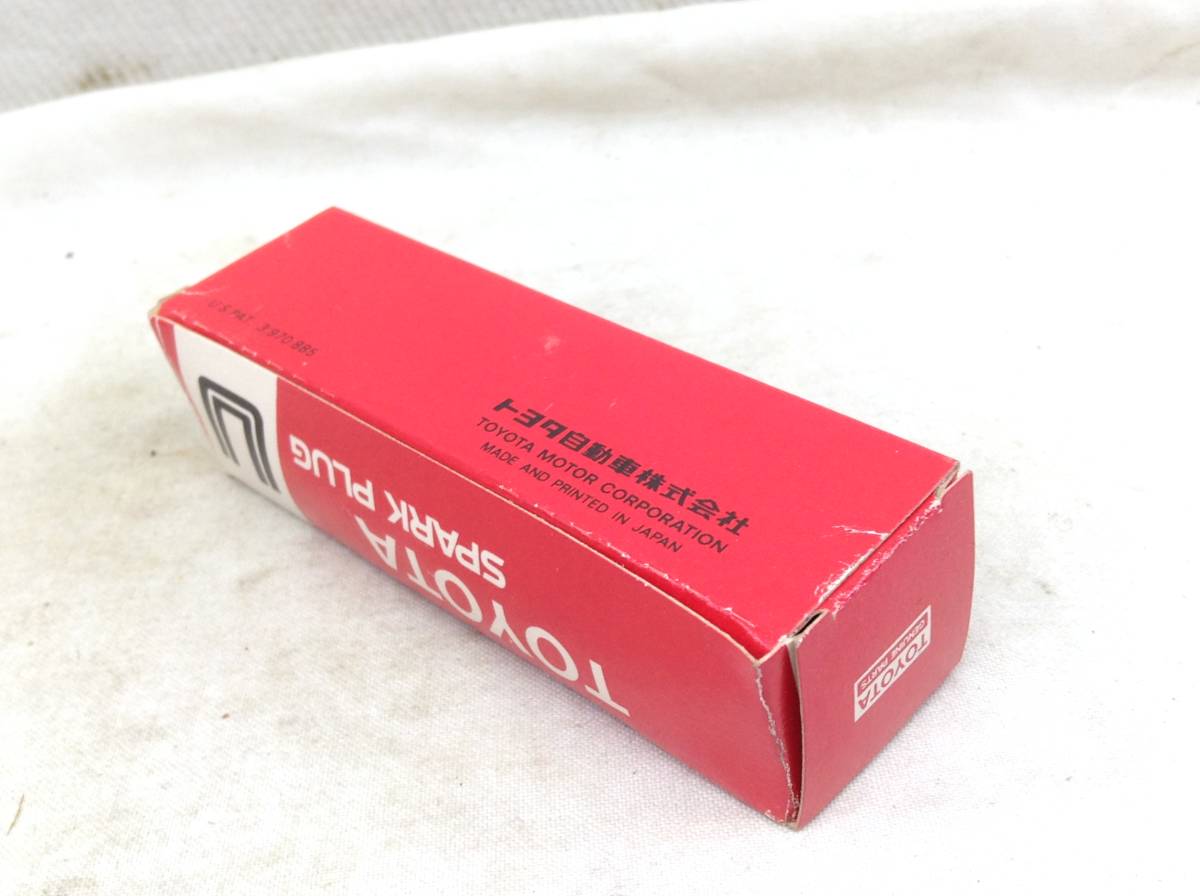 U.S.PAT. 3,970,885
トヨタ自動車株式会社
TOYOTA MOTOR CORPORATION
MADE AND PRINTED IN JAPAN
TOYOTA
SPARK PLUG
U
TOYOTA
GENUINE PARTS